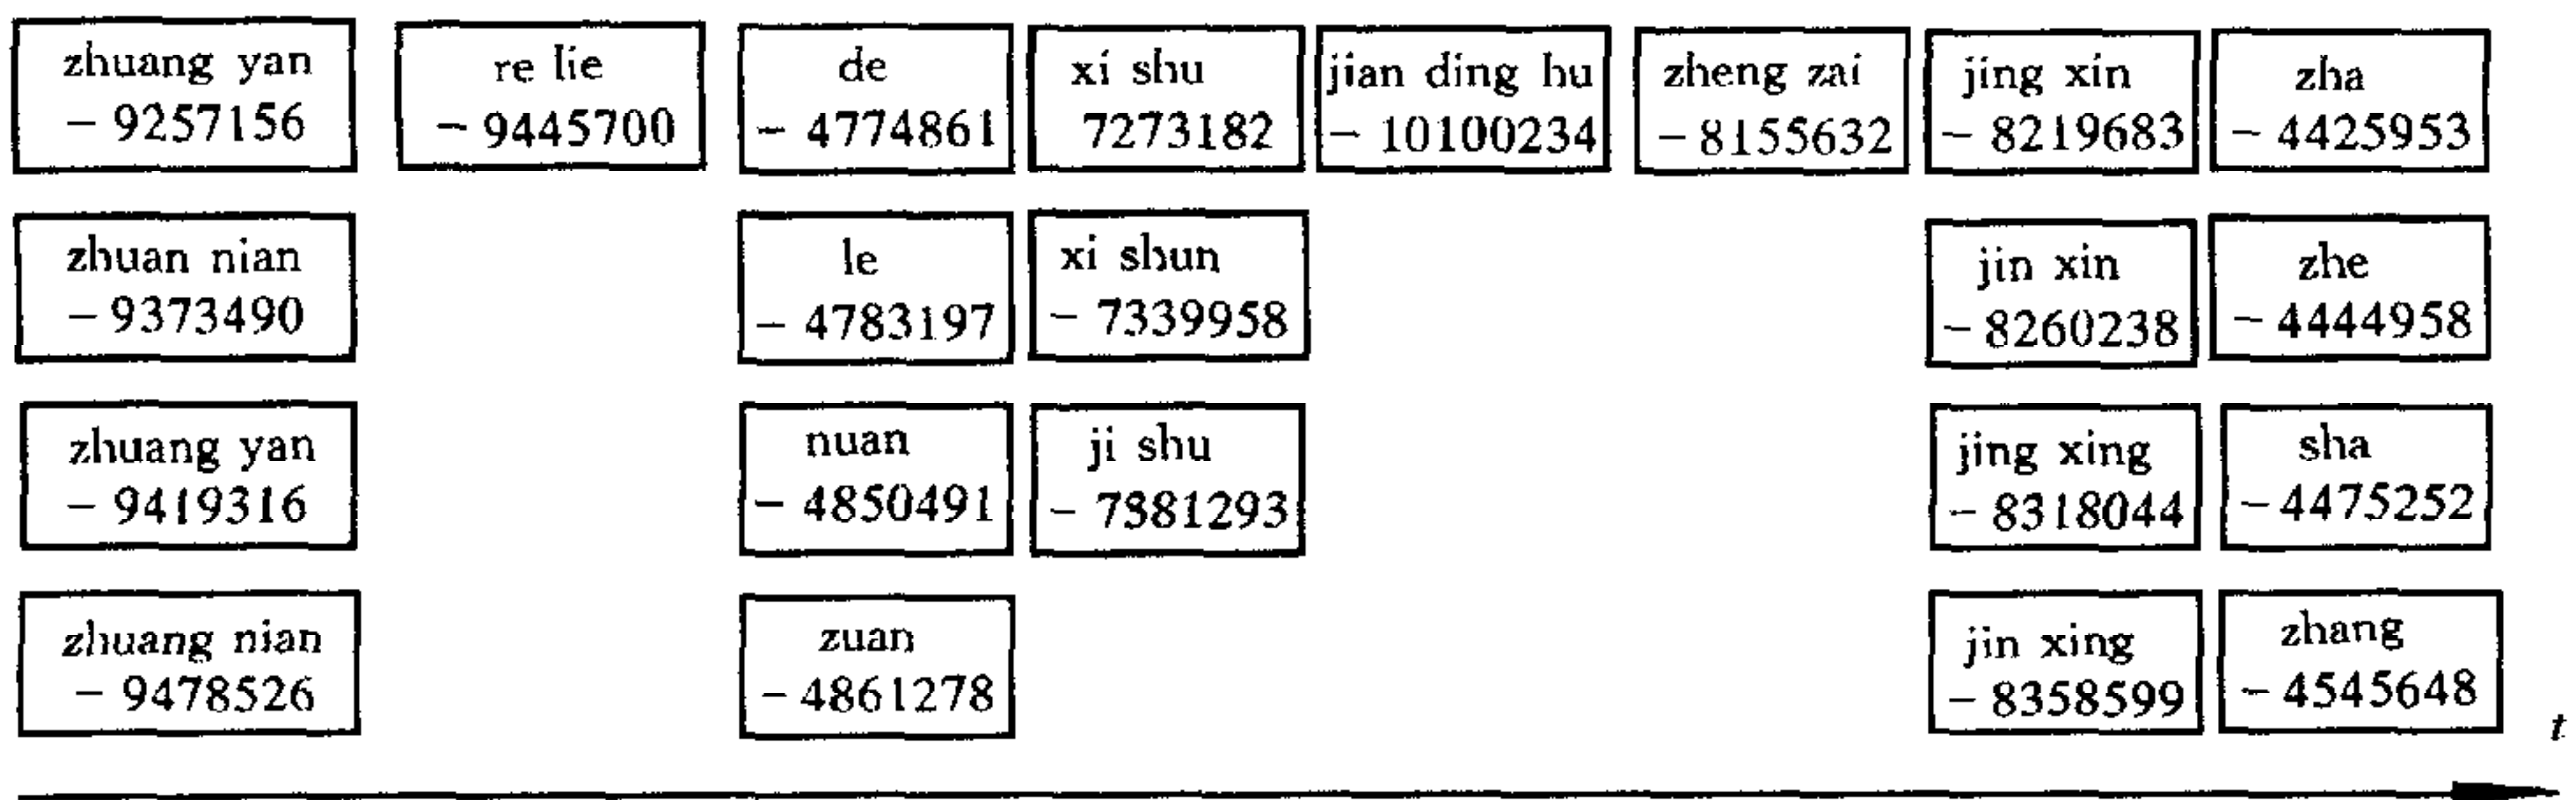 zhuang yan
- 9257156
re lie
- 9445700
de
- 4774861
xi shu
7273182
jian ding hu
- 10100234
zheng zai
- 8155632
jing xin
- 8219683
zha
- 4425953
zhuan nian
- 9373490
le
- 4783197
xi shun
- 7339958
jin xin
- 8260238
zhe
- 4444958
zhuang yan
- 9419316
nuan
- 4850491
ji shu
- 7381293
jing xing
- 8318044
sha
- 4475252
zhuang nian
- 9478526
zuan
- 4861278
jin xing
- 8358599
zhang
- 4545648
t